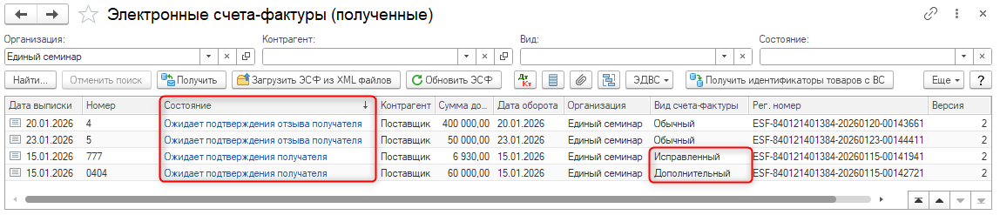 Электронные счета-фактуры (полученные)
Организация: Контрагент: Вид: Состояние:
Единый семинар
Найти... Отменить поиск Получить Загрузить ЭСФ из XML файлов Обновить ЭСФ Дт Кт ЭДВС Получить идентификаторы товаров с ВС Еще ?
Дата выписки Номер Состояние ↓ Контрагент Сумма до... Дата оборота Организация Вид счета-фактуры Рег. номер Версия
20.01.2026 4 Ожидает подтверждения отзыва получателя Поставщик 400 000,00 20.01.2026 Единый семинар Обычный ESF-840121401384-20260120-00143661 2
23.01.2026 5 Ожидает подтверждения отзыва получателя Поставщик 50 000,00 23.01.2026 Единый семинар Обычный ESF-840121401384-20260123-00144411 2
15.01.2026 777 Ожидает подтверждения получателя Поставщик 6 930,00 15.01.2026 Единый семинар Исправленный ESF-840121401384-20260115-00141941 2
15.01.2026 0404 Ожидает подтверждения получателя Поставщик 60 000,00 15.01.2026 Единый семинар Дополнительный ESF-840121401384-20260115-00142721 2